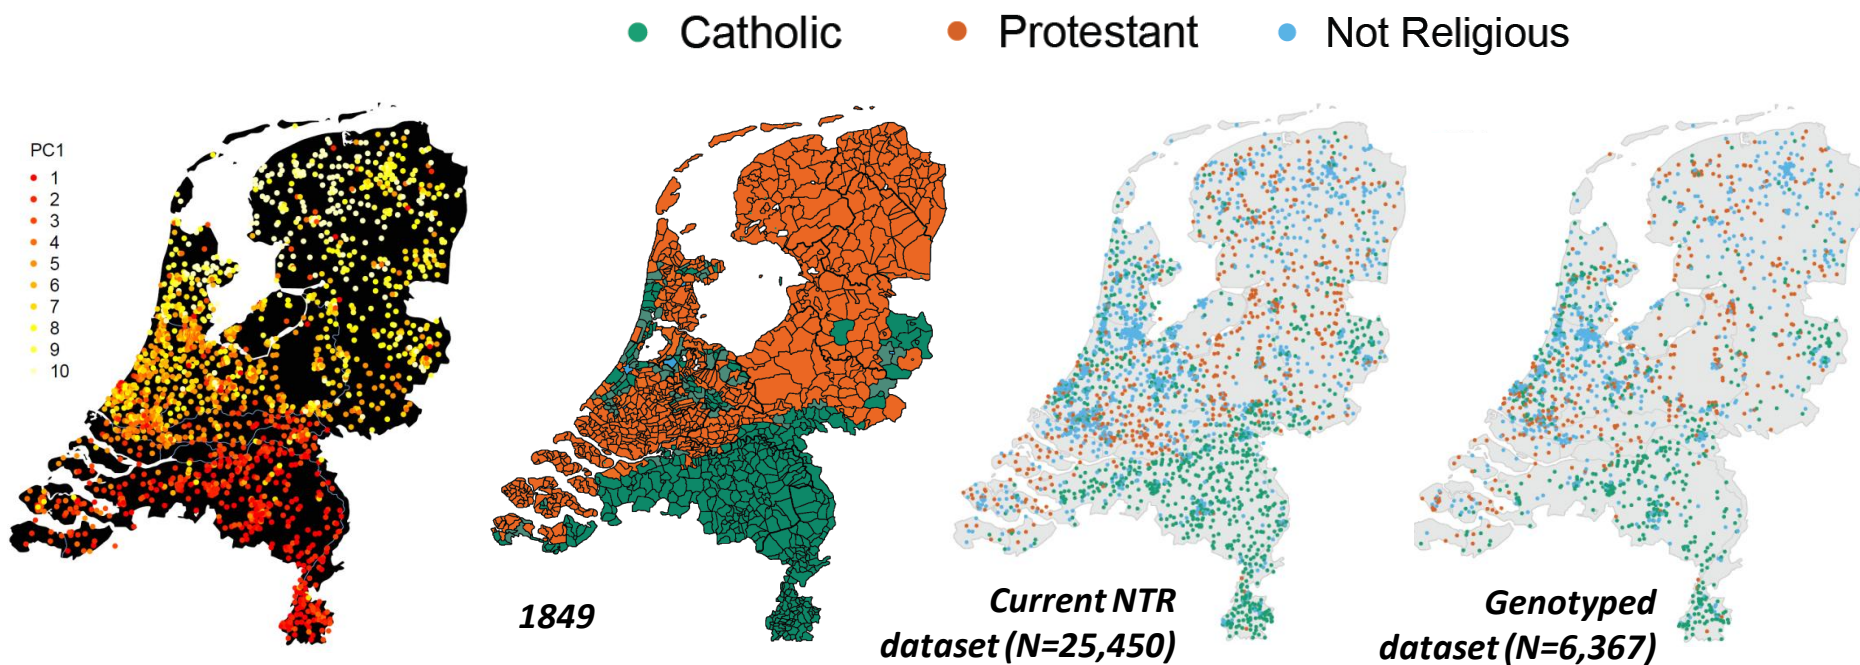 Catholic
Protestant
Not Religious
PC1
1
2
3
4
5
6
7
8
9
10
1849
Current NTR
dataset (N=25,450)
Genotyped
dataset (N=6,367)